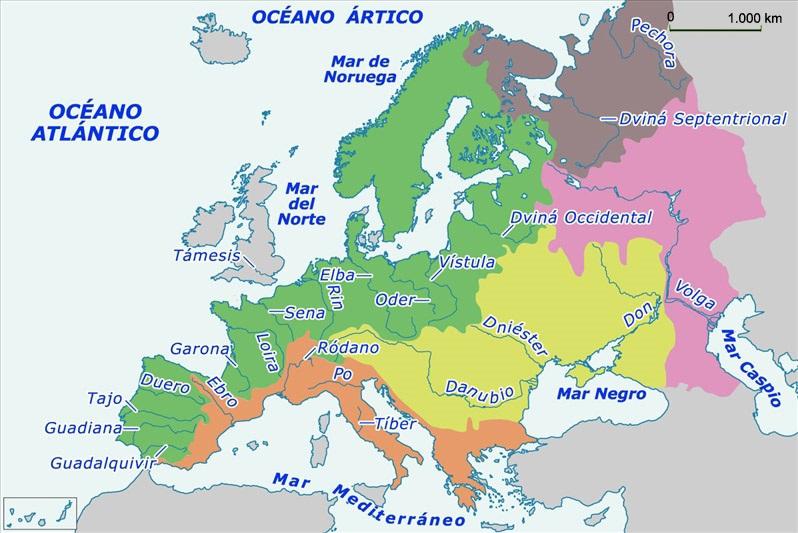 OCÉANO ÁRTICO
0 1.000 km
Pechora
Mar de
Noruega
OCÉANO
ATLÁNTICO
Dviná Septentrional
Mar
del
Norte
Dviná Occidental
Támesis
Vístula
Elba
Rin
Oder
Volga
Sena
Don
Dniéster
Garona
Loira
Ródano
Mar Caspio
Po
Duero
Ebro
Danubio
Mar Negro
Tajo
Tíber
Guadiana
Guadalquivir
Mar Mediterráneo